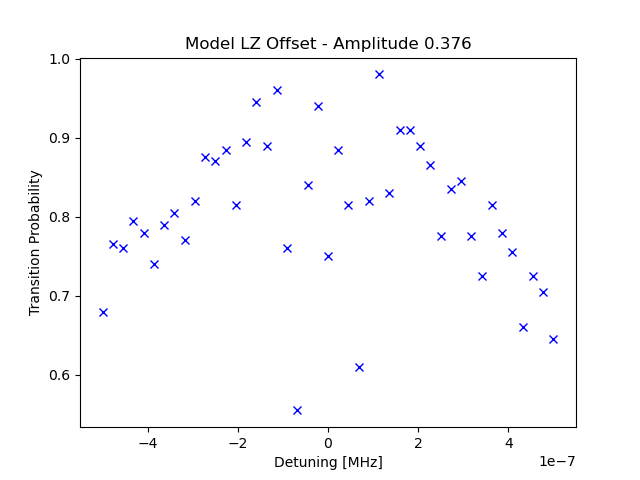 Model LZ Offset - Amplitude 0.376
1.0
0.9
0.8
0.7
0.6
Transition Probability
−4
−2
0
2
4
1e−7
Detuning [MHz]